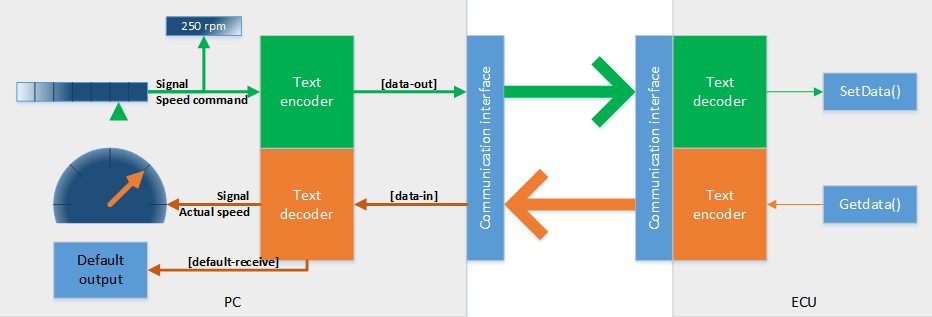 250 rpm
Signal
Speed command
Text
encoder
[data-out]
Communication interface
Communication interface
Text
decoder
SetData()
Signal
Actual speed
Text
decoder
[data-in]
Text
encoder
Getdata()
Default
output
[default-receive]
PC
ECU